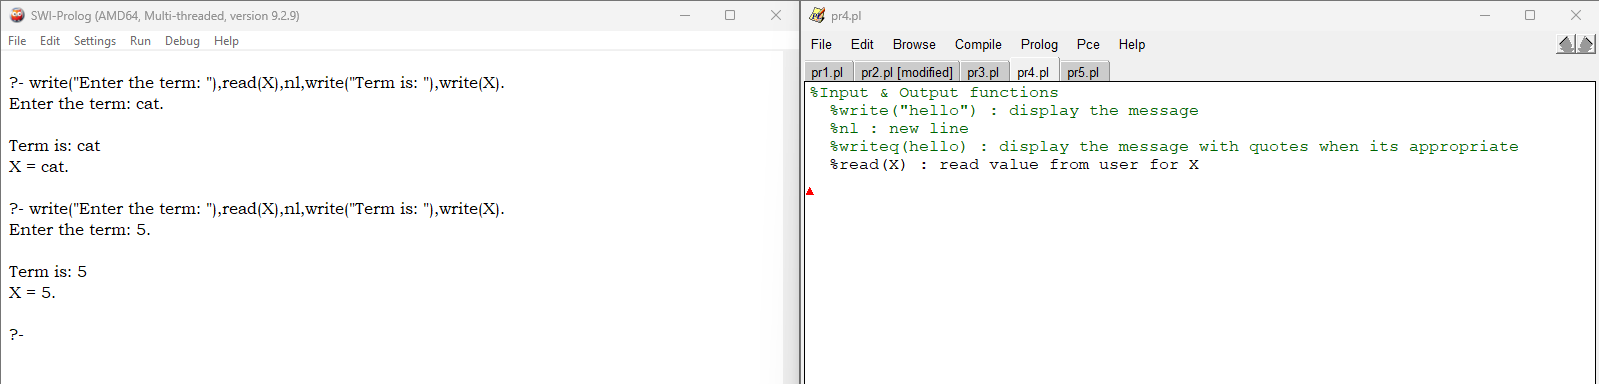 SWI-Prolog (AMD64, Multi-threaded, version 9.2.9)
File Edit Settings Run Debug Help
?- write("Enter the term: "),read(X),nl,write("Term is: "),write(X).
Enter the term: cat.
Term is: cat
X = cat.
?- write("Enter the term: "),read(X),nl,write("Term is: "),write(X).
Enter the term: 5.
Term is: 5
X = 5.
?-
pr4.pl
File Edit Browse Compile Prolog Pce Help
pr1.pl pr2.pl [modified] pr3.pl pr4.pl pr5.pl
%Input & Output functions
%write("hello") : display the message
%nl : new line
%writeq(hello) : display the message with quotes when its appropriate
%read(X) : read value from user for X